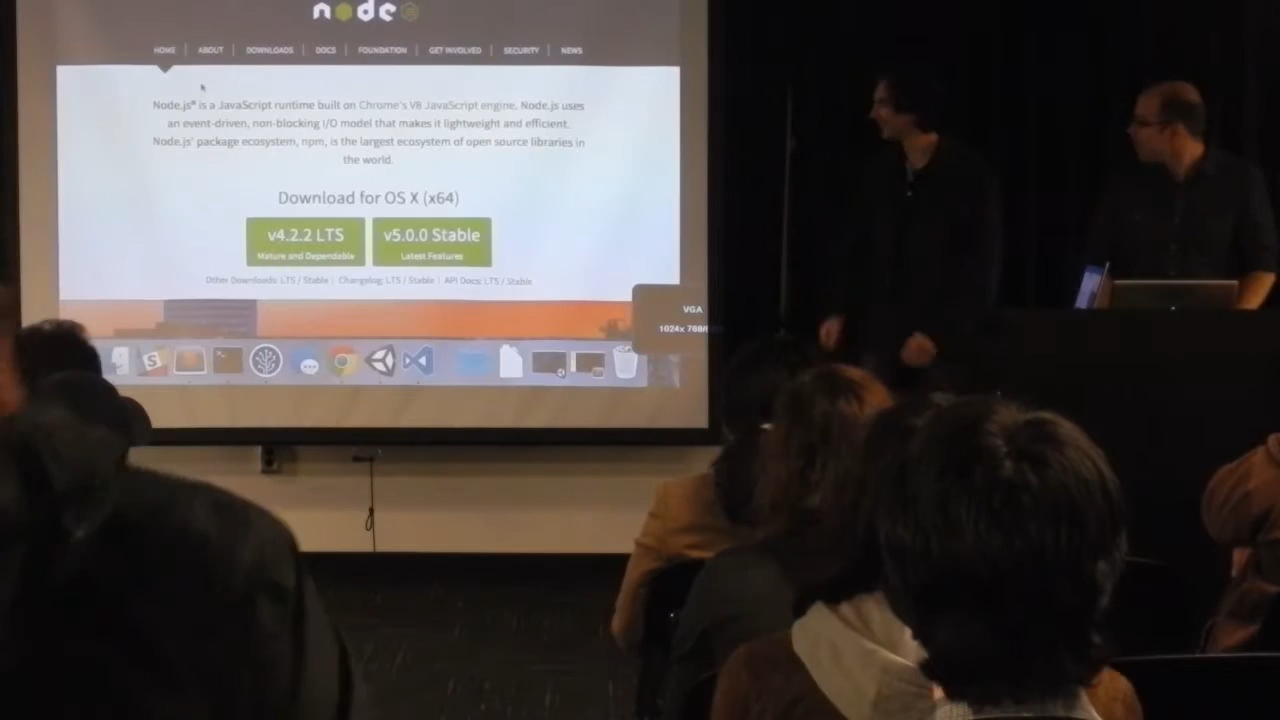 node
HOME | ABOUT | DOWNLOADS | DOCS | FOUNDATION | GET INVOLVED | SECURITY | NEWS
Node.js® is a JavaScript runtime built on Chrome's V8 JavaScript engine. Node.js uses
an event-driven, non-blocking I/O model that makes it lightweight and efficient.
Node.js' package ecosystem, npm, is the largest ecosystem of open source libraries in
the world.
Download for OS X (x64)
v4.2.2 LTS
Mature and Dependable
v5.0.0 Stable
Latest Features
Other Downloads: LTS / Stable | Changelog: LTS / Stable | API Docs: LTS / Stable
VGA
1024x 768/